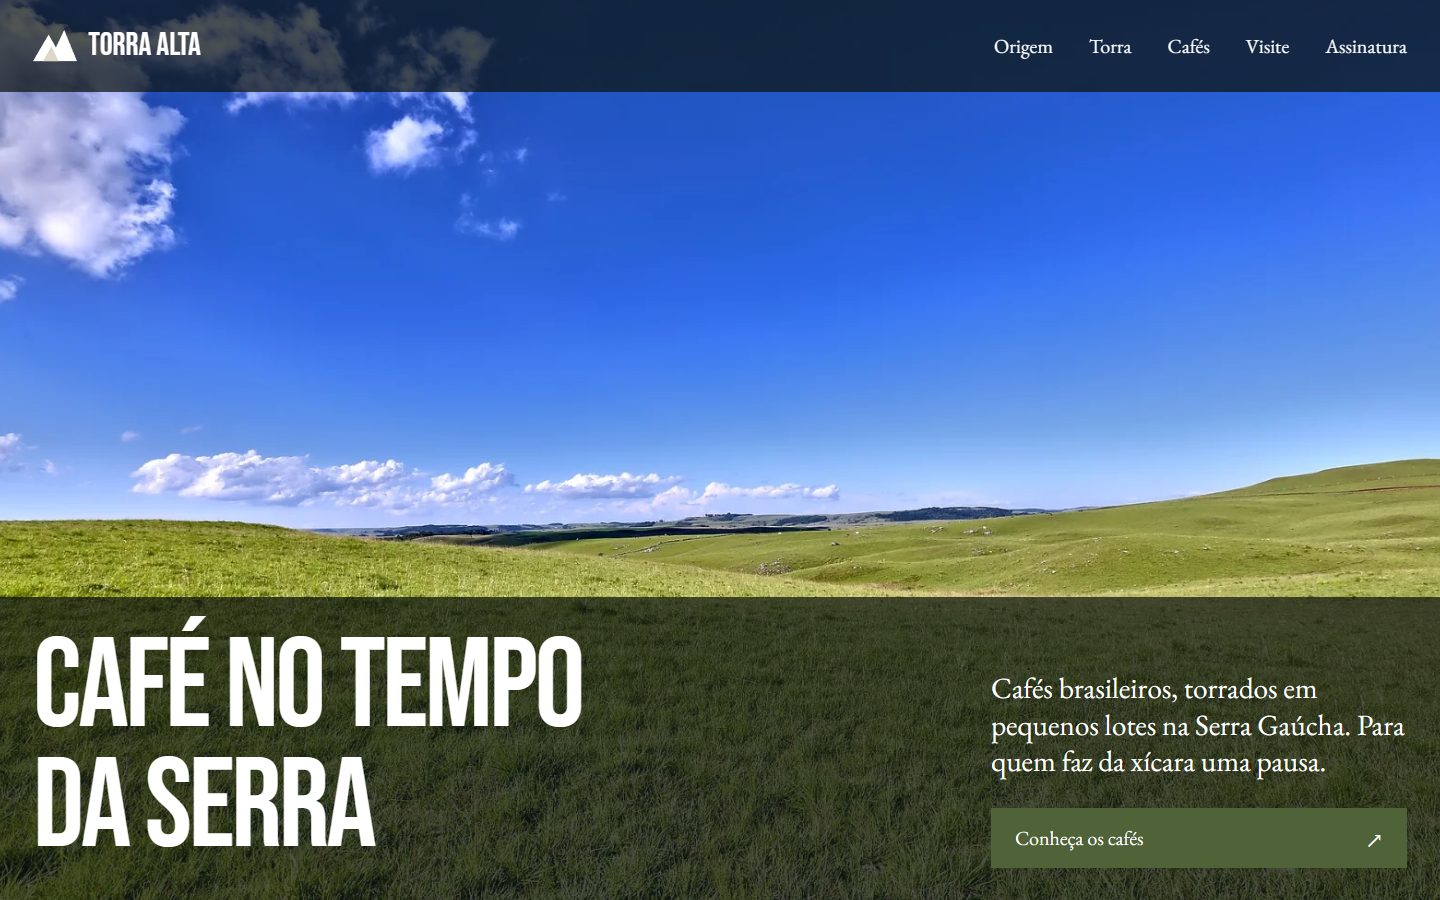 TORRA ALTA
Origem Torra Cafés Visite Assinatura
CAFÉ NO TEMPO
DA SERRA
Cafés brasileiros, torrados em
pequenos lotes na Serra Gaúcha. Para
quem faz da xícara uma pausa.
Conheça os cafés ↗